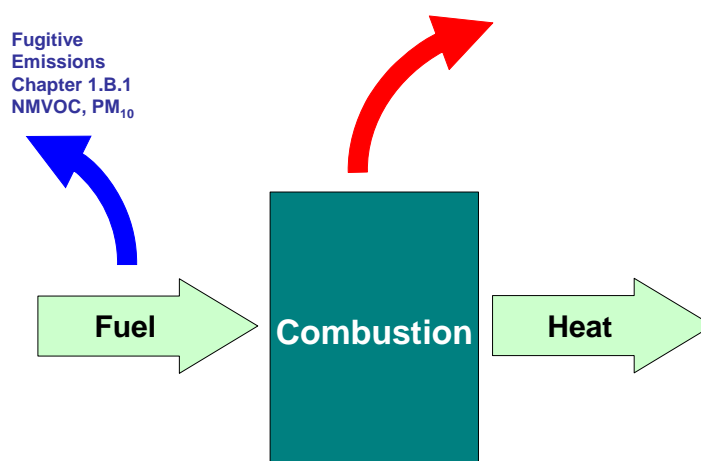 Fugitive
Emissions
Chapter 1.B.1
NMVOC, PM₁₀
Fuel
Combustion
Heat